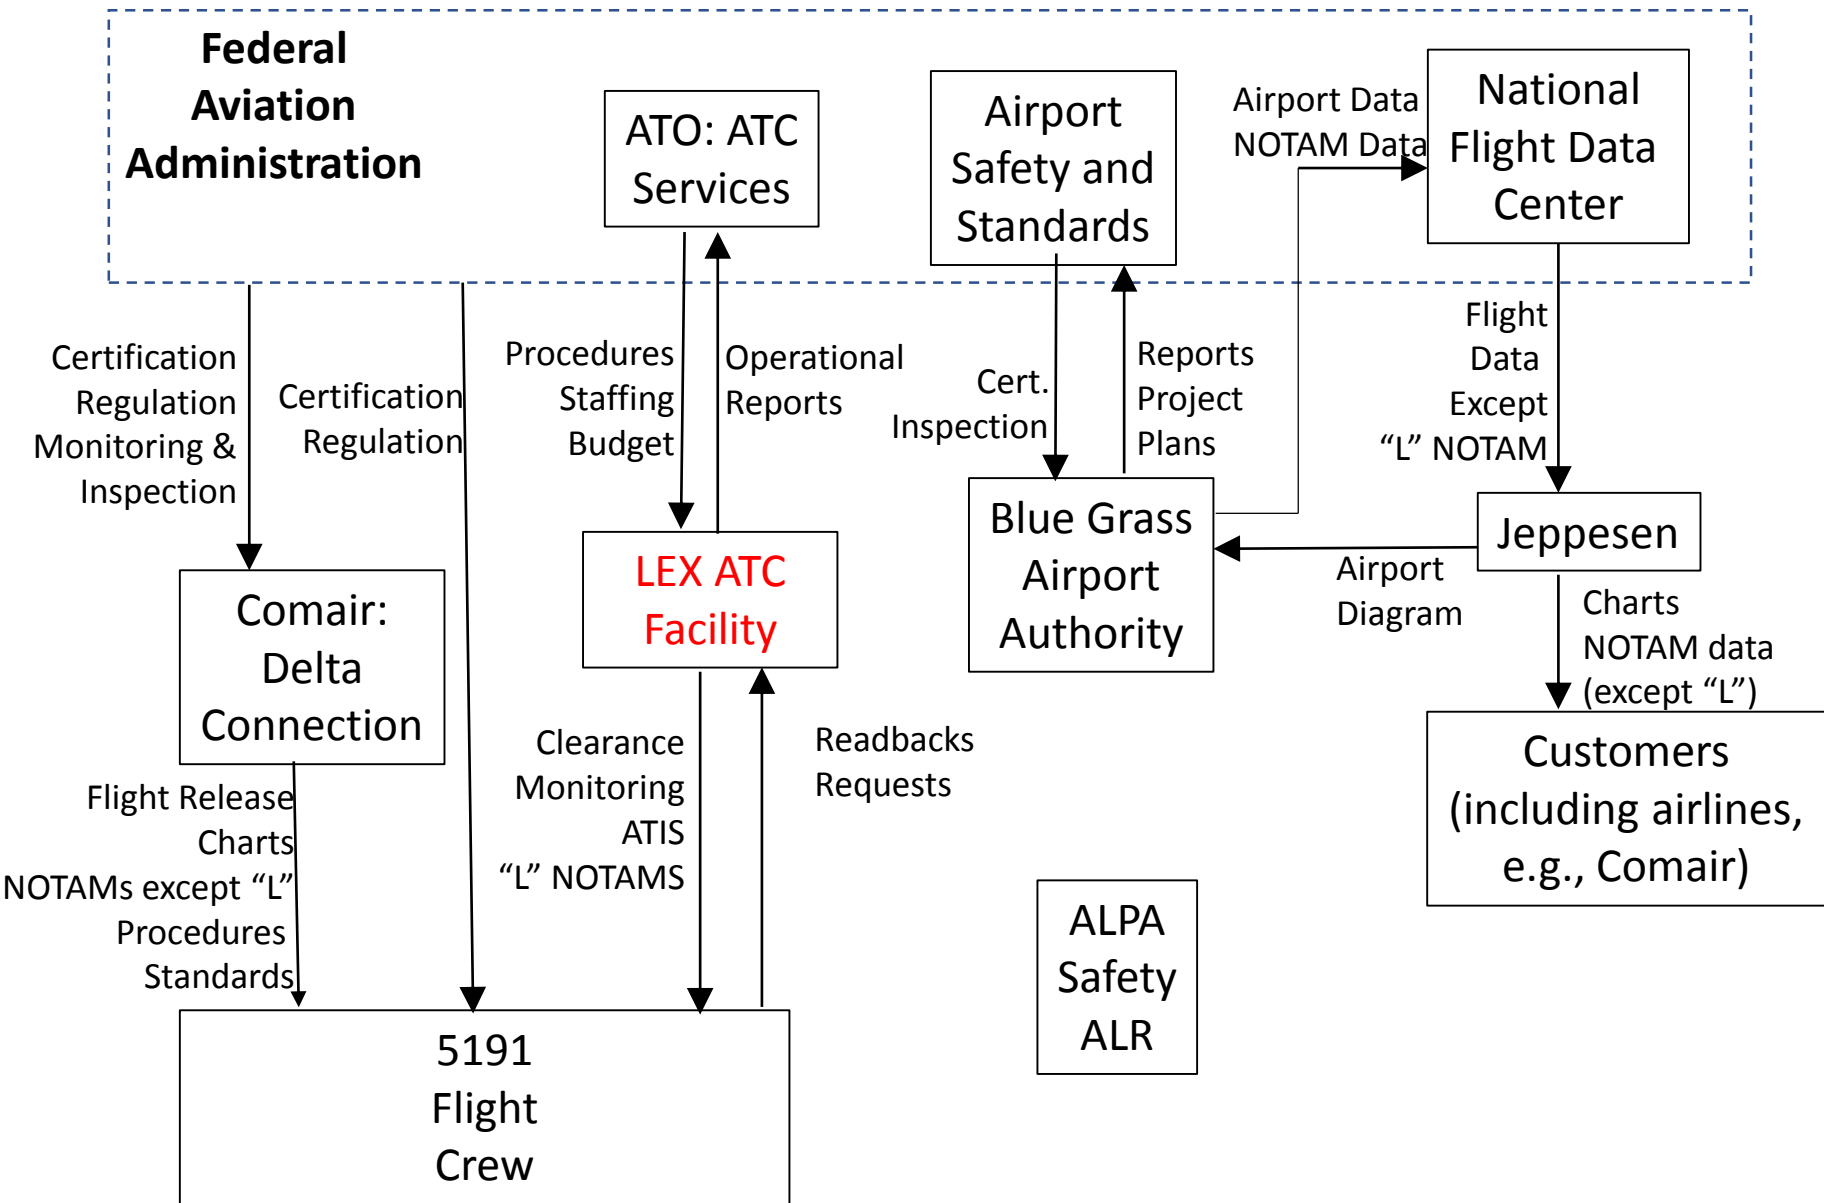 Federal
Aviation
Administration
ATO: ATC
Services
Airport
Safety and
Standards
Airport Data
NOTAM Data
National
Flight Data
Center
Certification
Regulation
Monitoring &
Inspection
Certification
Regulation
Procedures
Staffing
Budget
Operational
Reports
Cert.
Inspection
Reports
Project
Plans
Flight
Data
Except
“L” NOTAM
Comair:
Delta
Connection
LEX ATC
Facility
Blue Grass
Airport
Authority
Jeppesen
Airport
Diagram
Charts
NOTAM data
(except “L”)
Flight Release
Charts
NOTAMs except “L”
Procedures
Standards
Clearance
Monitoring
ATIS
“L” NOTAMS
Readbacks
Requests
Customers
(including airlines,
e.g., Comair)
ALPA
Safety
ALR
5191
Flight
Crew